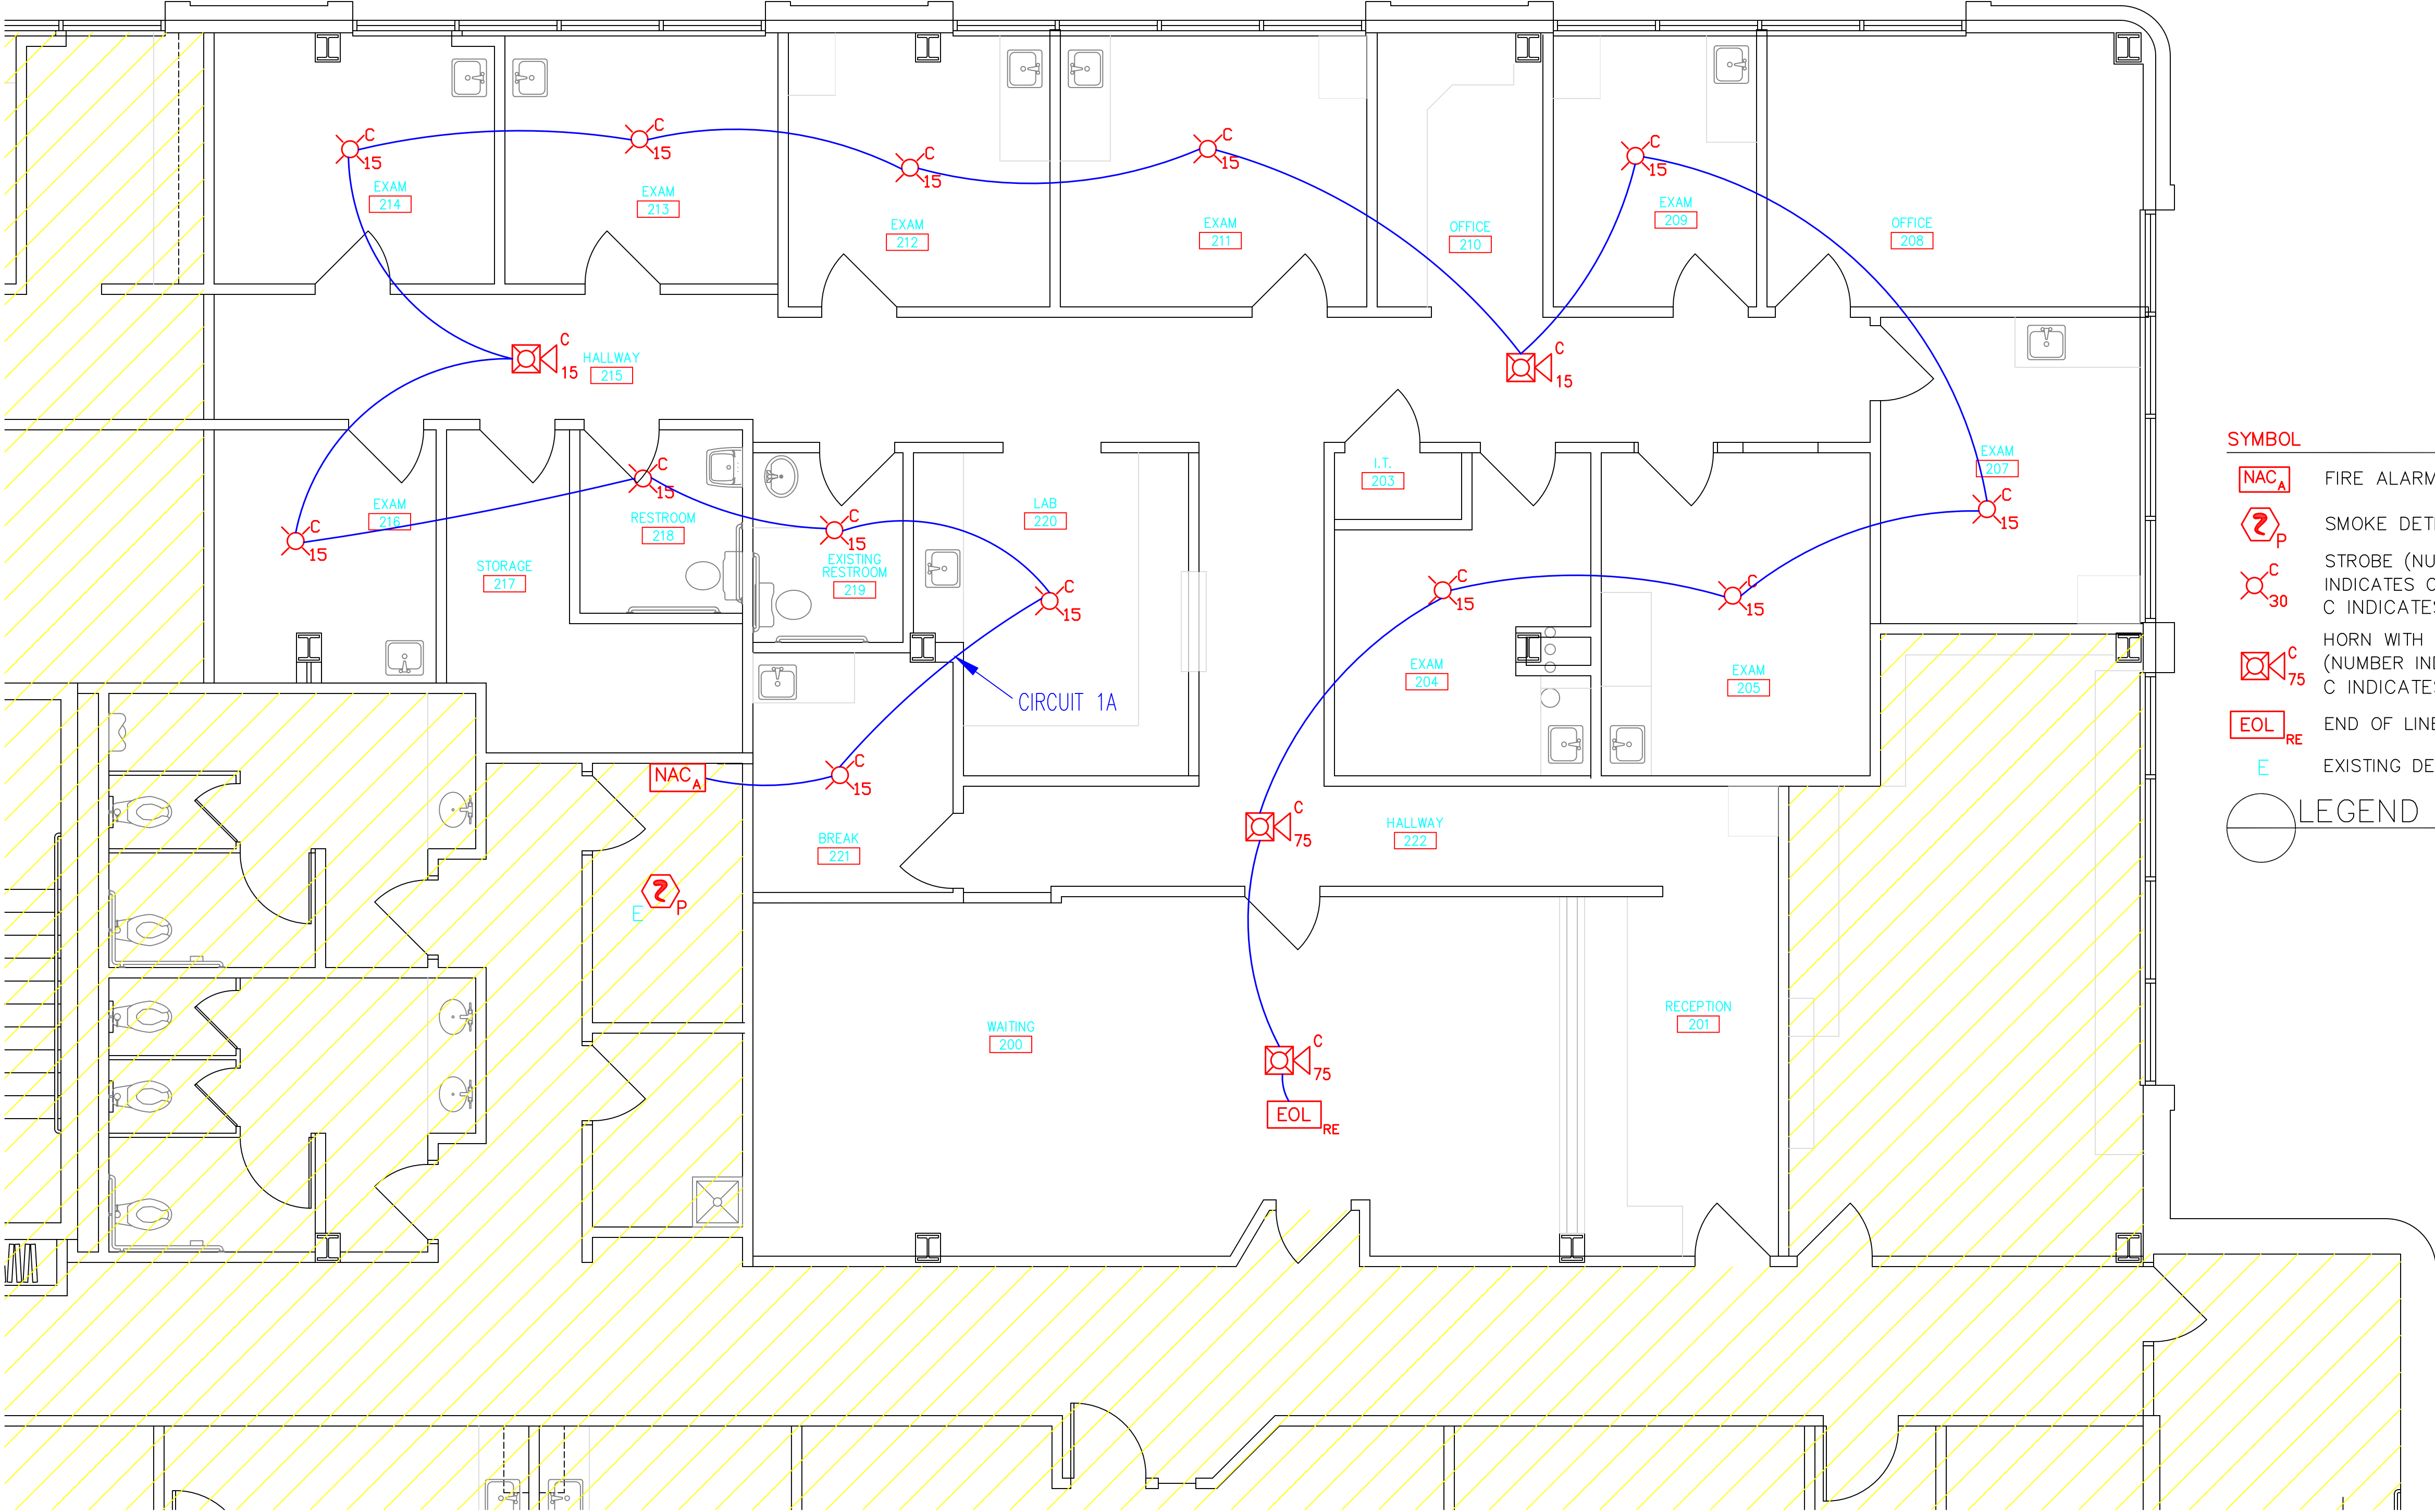 C
15
EXAM
214
C
15
EXAM
213
C
15
EXAM
212
C
15
EXAM
211
OFFICE
210
C
15
EXAM
209
OFFICE
208
C
15
HALLWAY
215
C
15
C
15
EXAM
216
STORAGE
217
C
15
RESTROOM
218
C
15
EXISTING
RESTROOM
219
LAB
220
C
15
I.T.
203
C
15
EXAM
204
C
15
EXAM
205
EXAM
207
C
15
CIRCUIT 1A
NAC A
C
15
BREAK
221
E
P
C
75
HALLWAY
222
WAITING
200
C
75
EOL RE
RECEPTION
201
SYMBOL
NAC A FIRE ALARM
P SMOKE DET
C
30
STROBE (NU
INDICATES C
C INDICATES
C
75
HORN WITH
(NUMBER IN
C INDICATES
EOL RE END OF LINE
E EXISTING DE
LEGEND